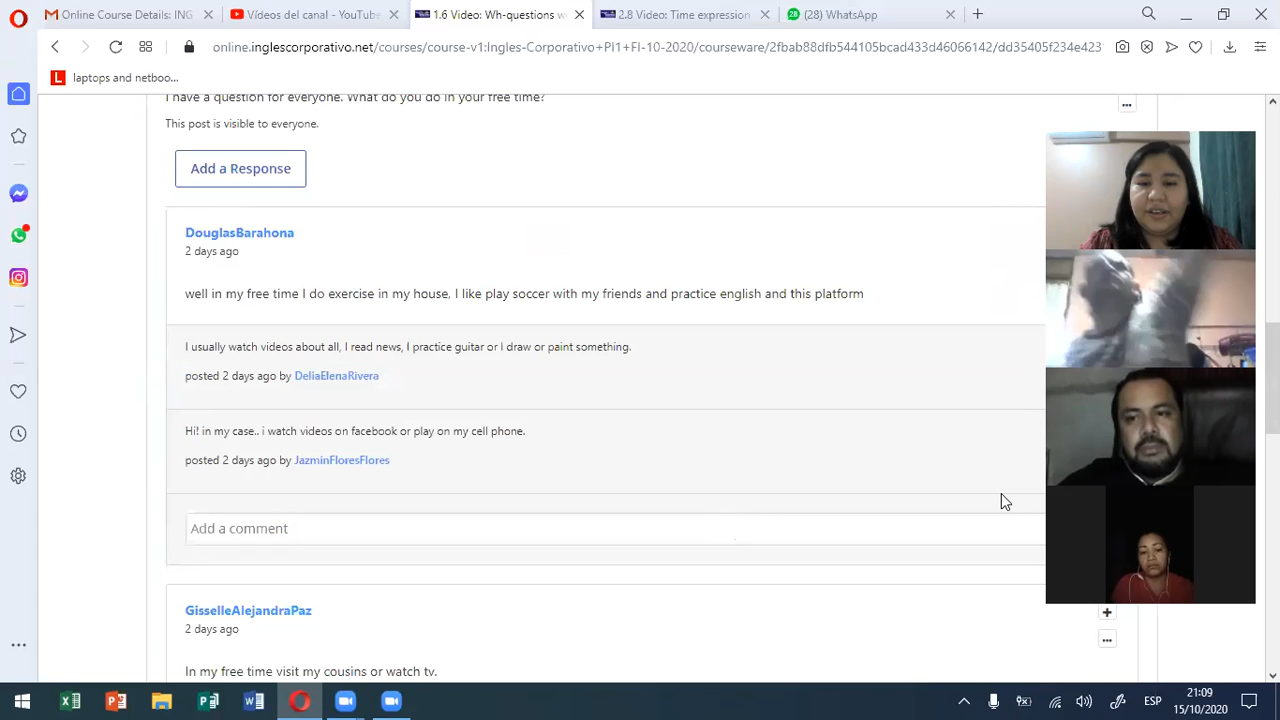 Online Course Details: ING
Vídeos del canal - YouTube
1.6 Video: Wh-questions w
2.8 Video: Time expression
(28) WhatsApp
online.inglescorporativo.net/courses/course-v1:Ingles-Corporativo+PI1+FI-10-2020/courseware/2fbab88dfb544105bcad433d46066142/dd35405f234e423
laptops and netboo...
I have a question for everyone. What do you do in your free time?
This post is visible to everyone.
Add a Response
DouglasBarahona
2 days ago
well in my free time I do exercise in my house, I like play soccer with my friends and practice english and this platform
I usually watch videos about all, I read news, I practice guitar or I draw or paint something.
posted 2 days ago by DeliaElenaRivera
Hi! in my case.. i watch videos on facebook or play on my cell phone.
posted 2 days ago by JazminFloresFlores
Add a comment
GisselleAlejandraPaz
2 days ago
In my free time visit my cousins or watch tv.
ESP
21:09
15/10/2020